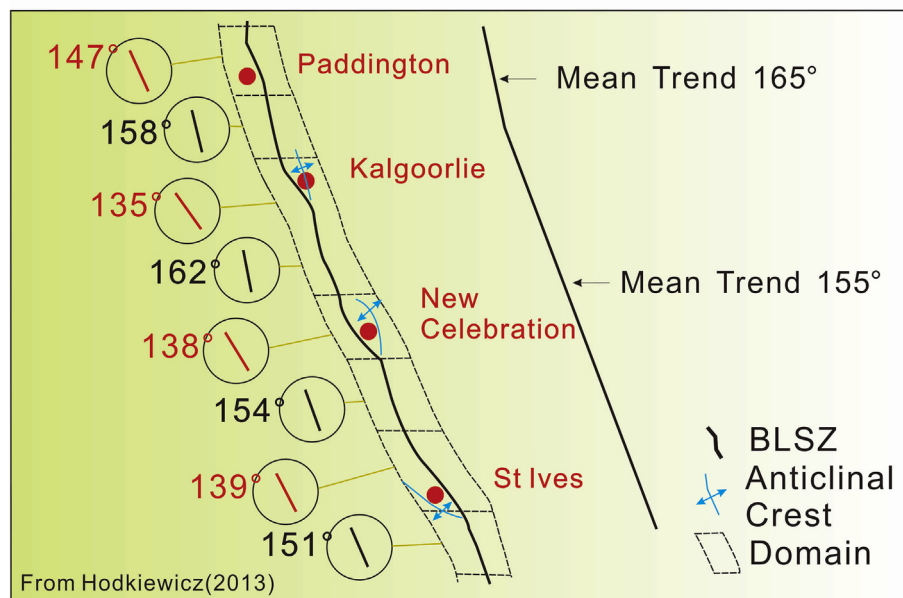 147°
Paddington
Mean Trend 165°
158°
Kalgoorlie
135°
162°
Mean Trend 155°
New
Celebration
138°
154°
BLSZ
139°
St Ives
Anticlinal
Crest
151°
Domain
From Hodkiewicz(2013)